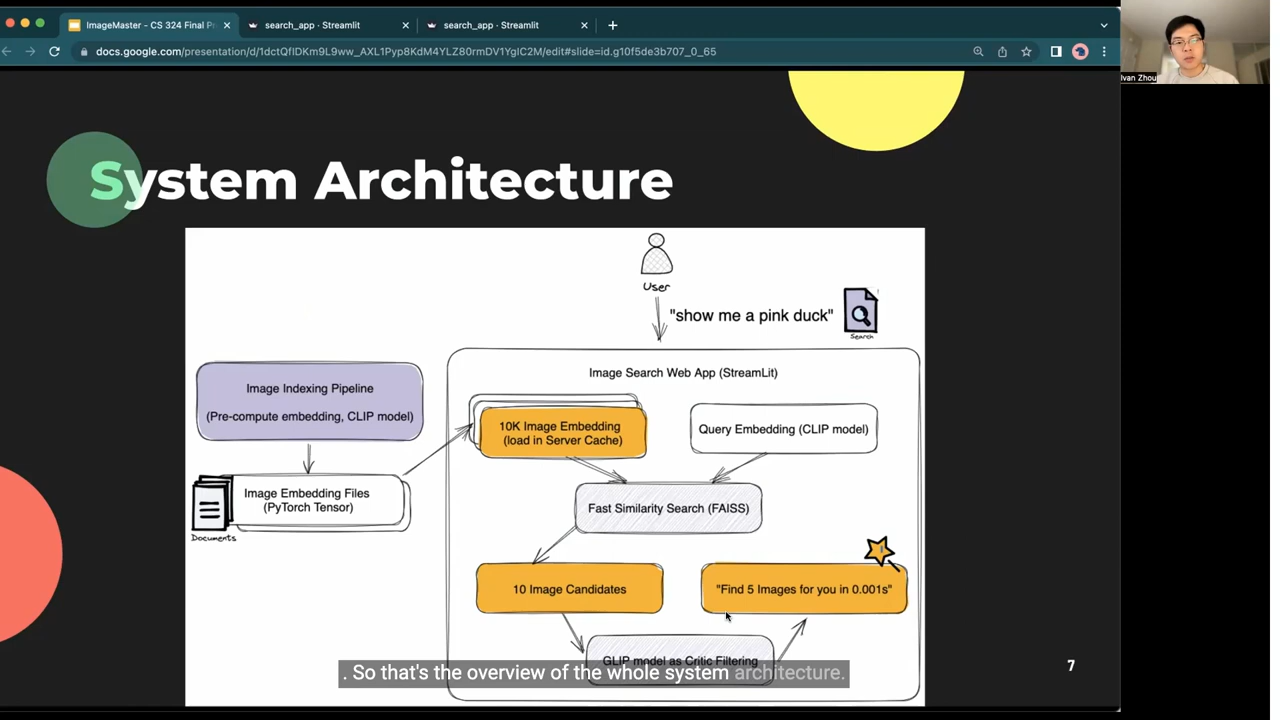 ImageMaster - CS 324 Final Pr
search_app · Streamlit
search_app · Streamlit
docs.google.com/presentation/d/1dctQflDKm9L9ww_AXL1Pyp8KdM4YLZ80rmDV1YglC2M/edit#slide=id.g10f5de3b707_0_65
Ivan Zhou
System Architecture
User
"show me a pink duck"
Search
Image Search Web App (StreamLit)
Image Indexing Pipeline
(Pre-compute embedding, CLIP model)
10K Image Embedding
(load in Server Cache)
Query Embedding (CLIP model)
Image Embedding Files
(PyTorch Tensor)
Documents
Fast Similarity Search (FAISS)
10 Image Candidates
"Find 5 Images for you in 0.001s"
GLIP model as Critic Filtering
. So that's the overview of the whole system architecture.
7